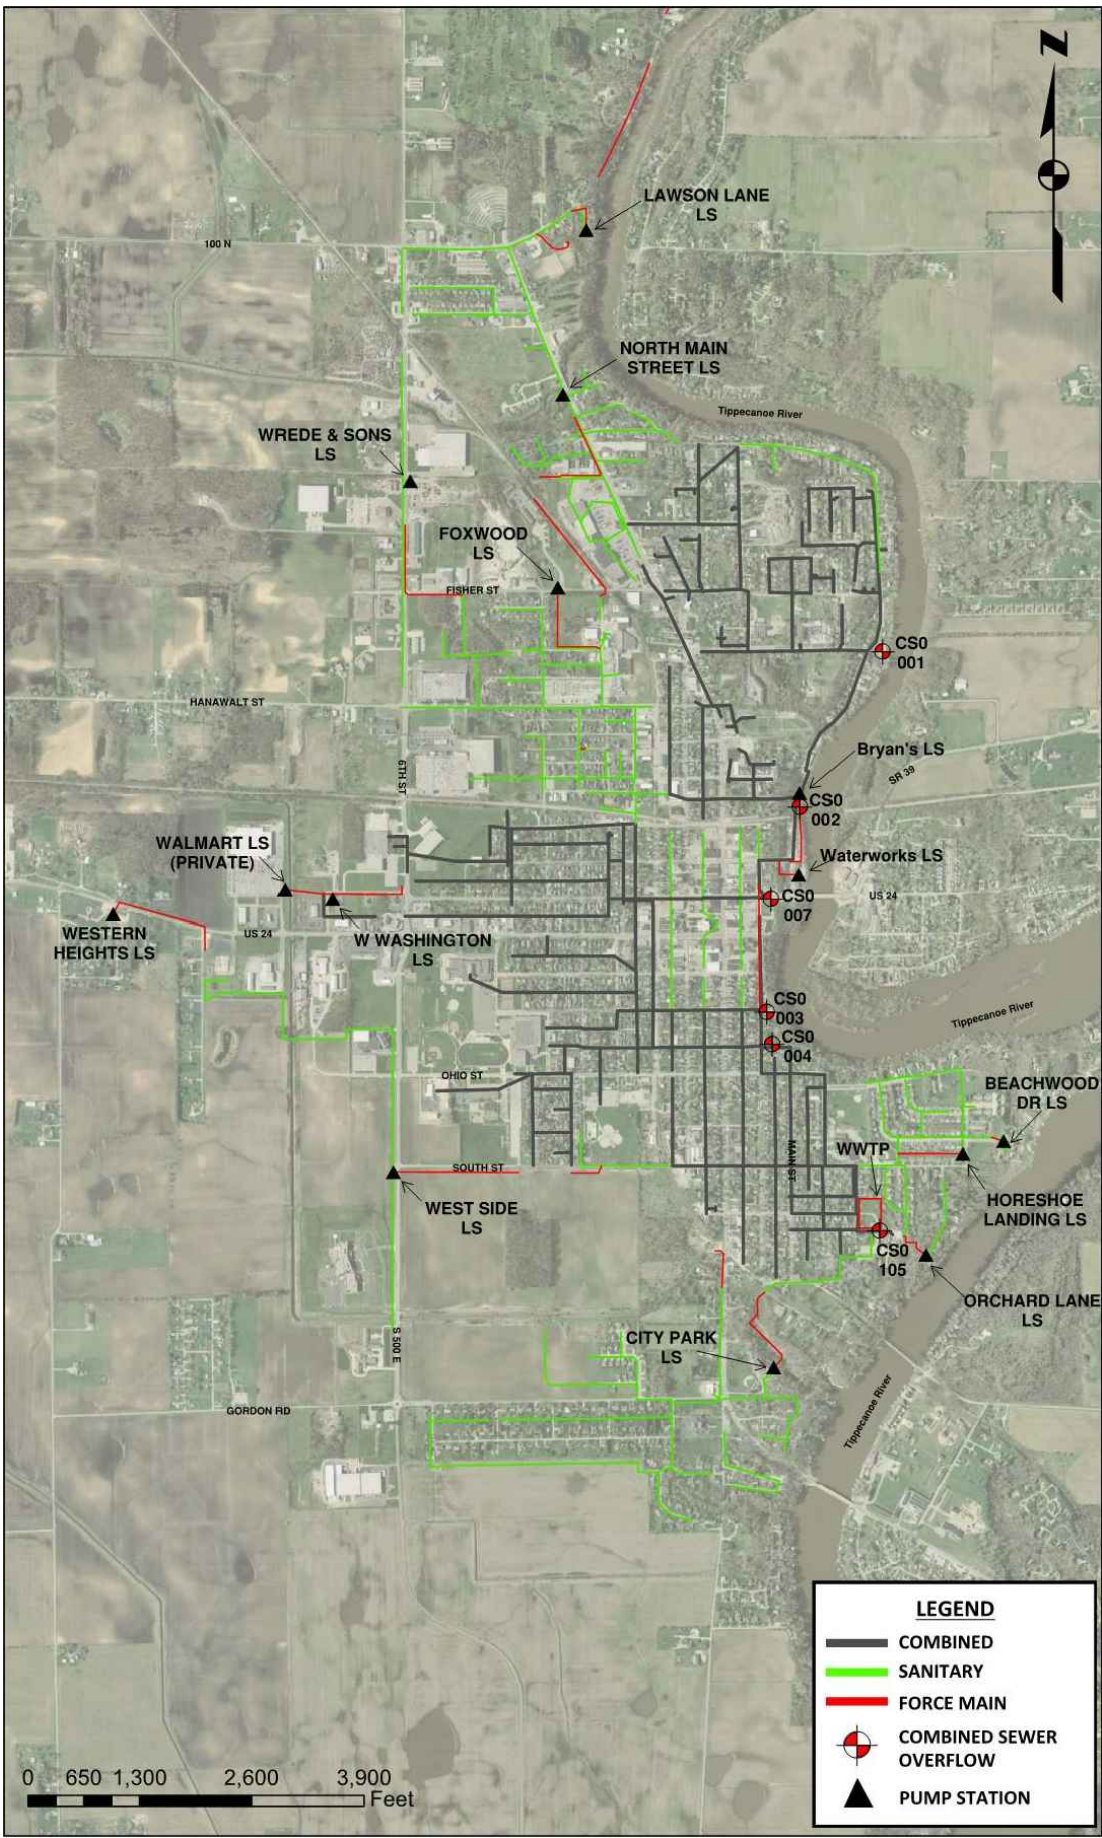 N
LAWSON LANE
LS
100 N
NORTH MAIN
STREET LS
Tippecanoe River
WREDE & SONS
LS
FOXWOOD
LS
FISHER ST
CS0
001
HANAWALT ST
Bryan's LS
6TH ST
SR 39
CS0
002
WALMART LS
(PRIVATE)
Waterworks LS
CS0
007
US 24
WESTERN
HEIGHTS LS
US 24
W WASHINGTON
LS
CS0
003
Tippecanoe River
CS0
004
OHIO ST
BEACHWOOD
DR LS
MAIN ST
WWTP
SOUTH ST
WEST SIDE
LS
HORESHOE
LANDING LS
CS0
105
ORCHARD LANE
LS
S 500 E
CITY PARK
LS
Tippecanoe River
GORDON RD
LEGEND
COMBINED
SANITARY
FORCE MAIN
COMBINED SEWER
OVERFLOW
PUMP STATION
0 650 1,300 2,600 3,900
Feet